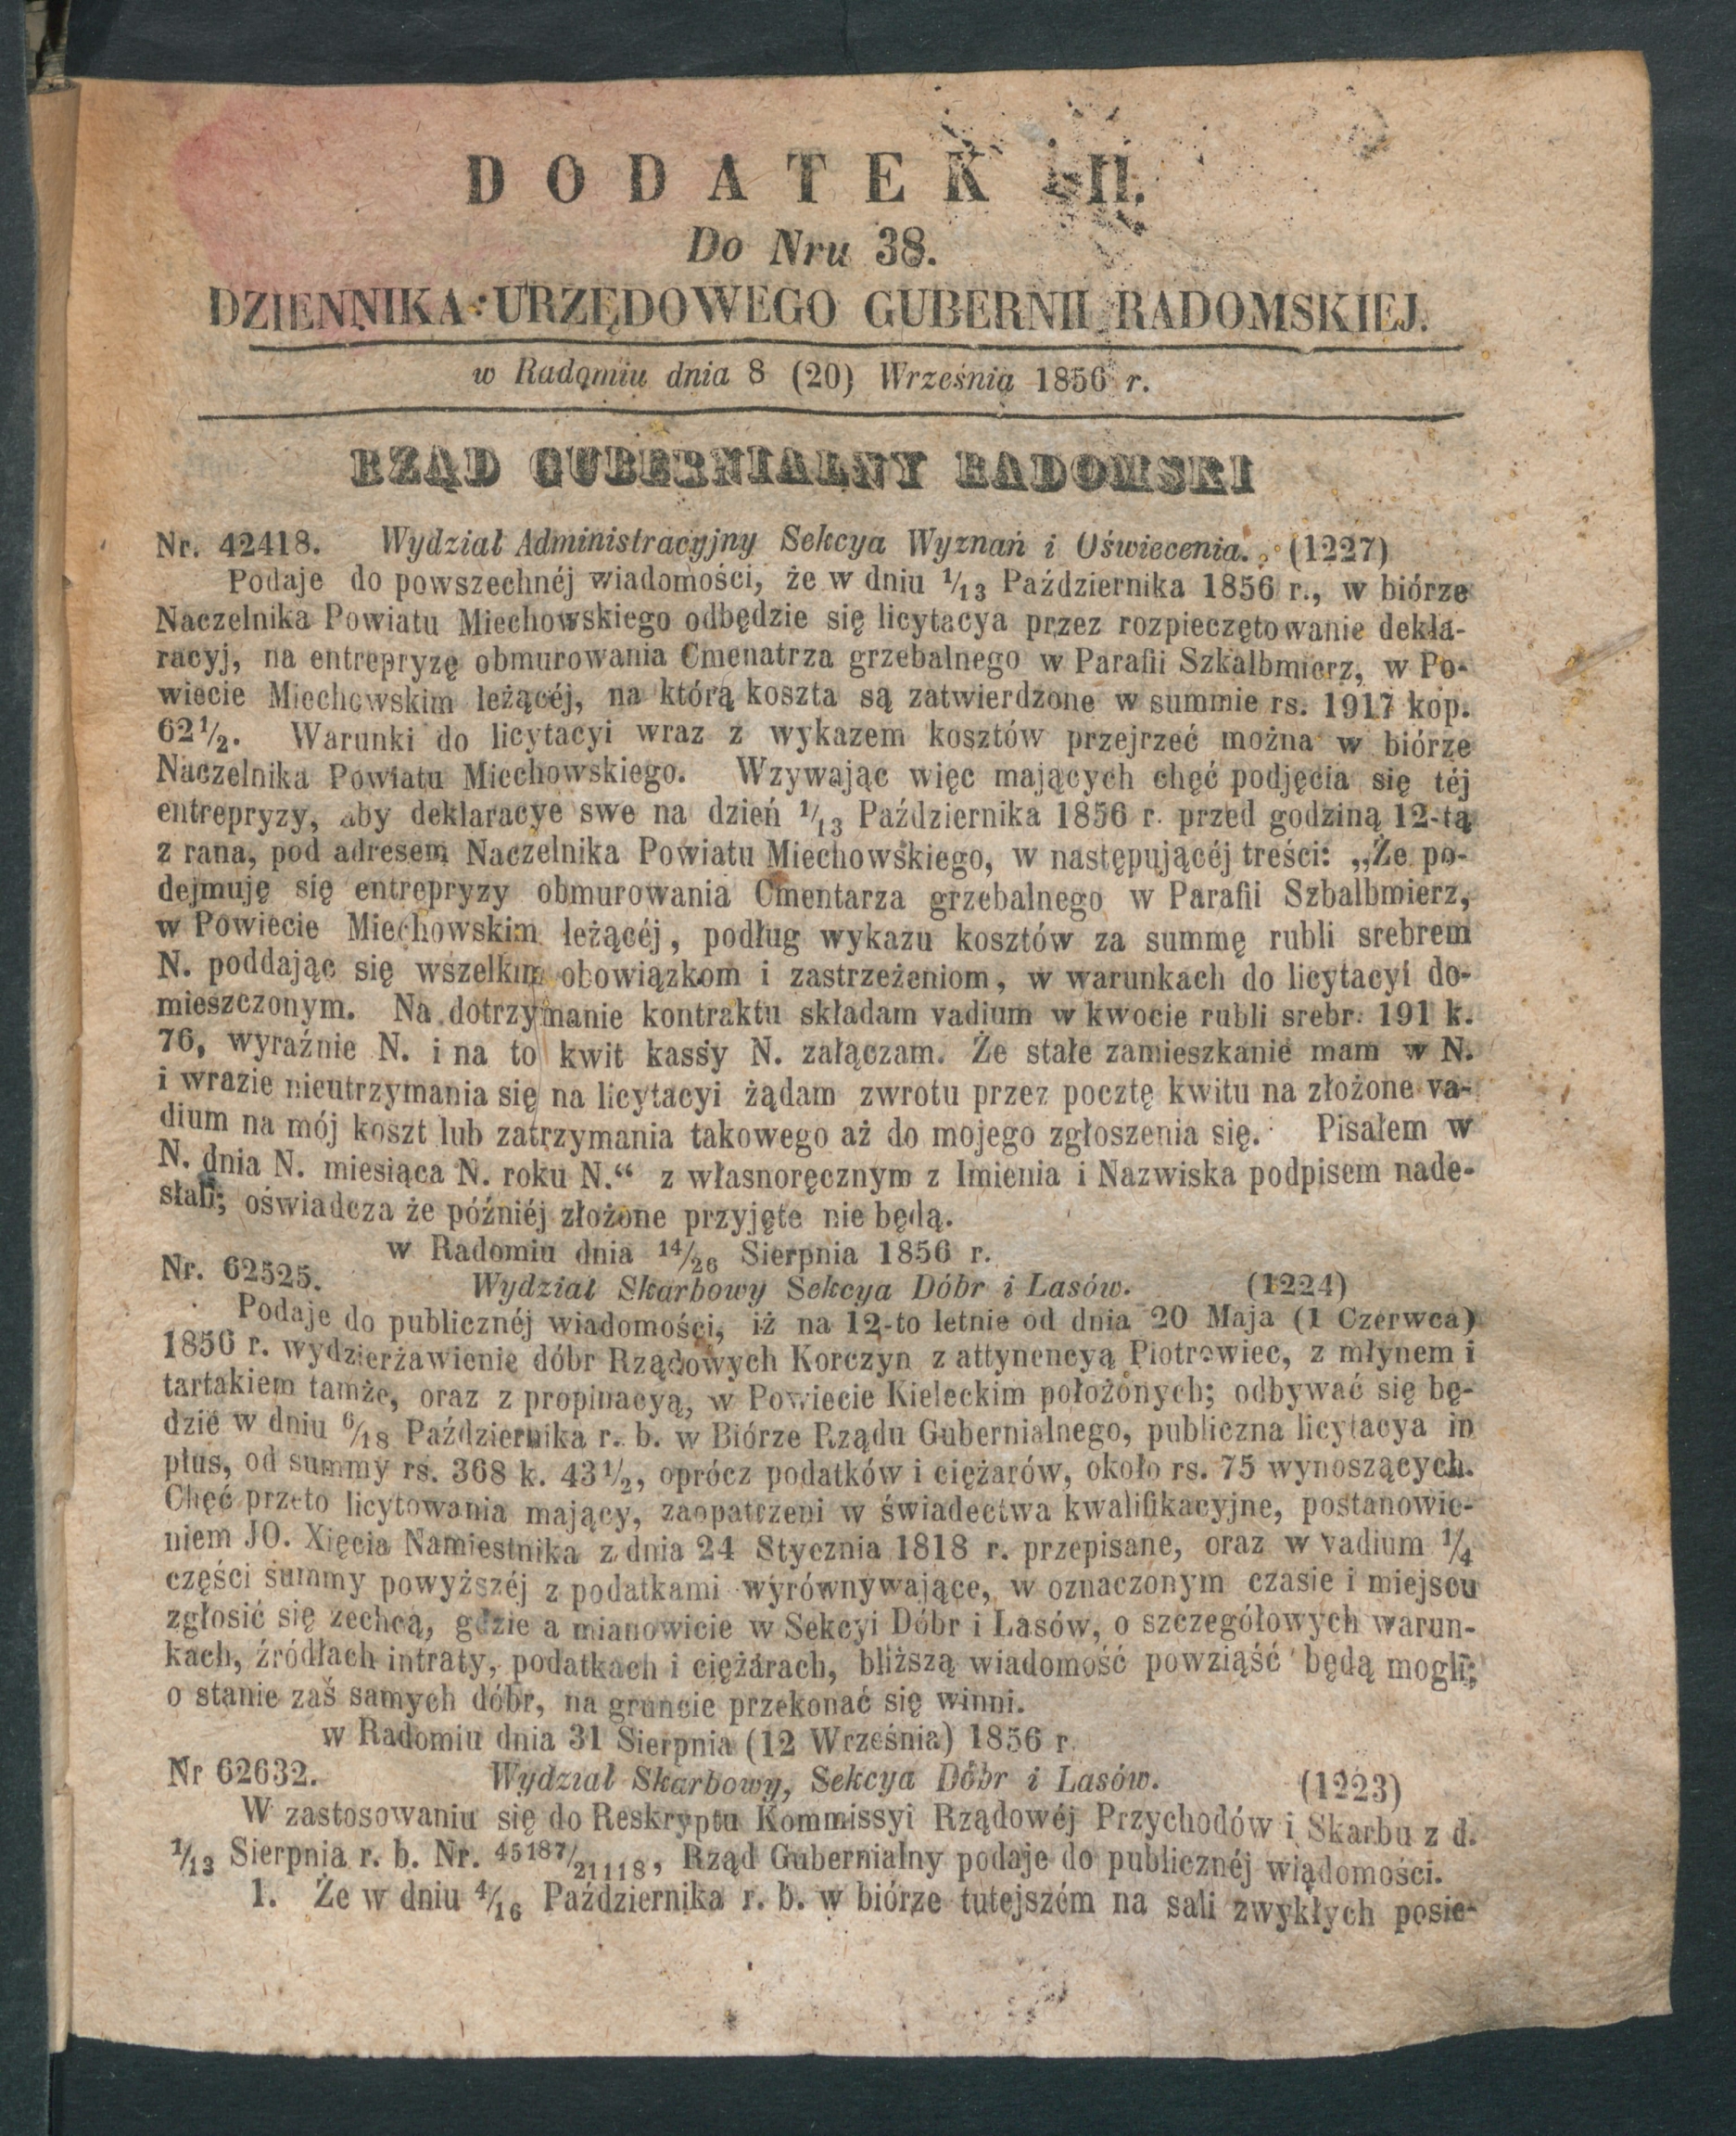 DODATEK II.
Do Nru 38.
DZIENNIKA URZĘDOWEGO GUBERNII RADOMSKIEJ.
w Radomiu dnia 8 (20) Września 1856 r.
RZĄD GUBERNIALNY RADOMSKI
Nr. 42418. Wydział Administracyjny Sekcya Wyznań i Oświecenia. (1227)
Podaje do powszechnéj wiadomości, że w dniu 1/13 Października 1856 r., w biórze
Naczelnika Powiatu Miechowskiego odbędzie się licytacya przez rozpieczętowanie dekla-
racyj, na entrepryzę obmurowania Cmenatrza grzebalnego w Parafii Szkalbmierz, w Po-
wiecie Miechowskim leżącéj, na którą koszta są zatwierdzone w summie rs. 1917 kop.
62½. Warunki do licytacyi wraz z wykazem kosztów przejrzeć można w biórze
Naczelnika Powiatu Miechowskiego. Wzywając więc mających chęć podjęcia się téj
entrepryzy, aby deklaracye swe na dzień 1/13 Października 1856 r. przed godziną 12-tą
z rana, pod adresem Naczelnika Powiatu Miechowskiego, w następującéj treści: „Że po-
dejmuję się entrepryzy obmurowania Cmentarza grzebalnego w Parafii Szbalbmierz,
w Powiecie Miechowskim leżącéj, podług wykazu kosztów za summę rubli srebrem
N. poddając się wszelkim obowiązkom i zastrzeżeniom, w warunkach do licytacyi do-
mieszczonym. Na dotrzymanie kontraktu składam vadium w kwocie rubli srebr. 191 k.
76, wyraźnie N. i na to kwit kassy N. załączam. Że stałe zamieszkanie mam w N.
i wrazie nieutrzymania się na licytacyi żądam zwrotu przez pocztę kwitu na złożone va-
dium na mój koszt lub zatrzymania takowego aż do mojego zgłoszenia się. Pisałem w
N. dnia N. miesiąca N. roku N.“ z własnoręcznym z Imienia i Nazwiska podpisem nade-
słali; oświadcza że późniéj złożone przyjęte nie będą.
w Radomiu dnia 14/26 Sierpnia 1856 r.
Nr. 62525. Wydział Skarbowy Sekcya Dóbr i Lasów. (1224)
Podaje do publicznéj wiadomości, iż na 12-to letnie od dnia 20 Maja (1 Czerwca)
1856 r. wydzierżawienie dóbr Rządowych Korczyn z attynencyą Piotrowiec, z młynem i
tartakiem tamże, oraz z propinacyą, w Powiecie Kieleckim położonych; odbywać się bę-
dzie w dniu 6/18 Października r. b. w Biórze Rządu Gubernialnego, publiczna licytacya in
plus, od summy rs. 368 k. 43½, oprócz podatków i ciężarów, około rs. 75 wynoszących.
Chęć przeto licytowania mający, zaopatrzeni w świadectwa kwalifikacyjne, postanowie-
niem JO. Xięcia Namiestnika z dnia 24 Stycznia 1818 r. przepisane, oraz w vadium ¼
części summy powyższéj z podatkami wyrównywające, w oznaczonym czasie i miejscu
zgłosić się zechcą, gdzie a mianowicie w Sekcyi Dóbr i Lasów, o szczegółowych warun-
kach, źródłach intraty, podatkach i ciężarach, bliższą wiadomość powziąść będą mogli;
o stanie zaś samych dóbr, na gruncie przekonać się winni.
w Radomiu dnia 31 Sierpnia (12 Września) 1856 r.
Nr 62632. Wydział Skarbowy, Sekcya Dóbr i Lasów. (1223)
W zastosowaniu się do Reskryptu Kommissyi Rządowéj Przychodów i Skarbu z d.
1/13 Sierpnia r. b. Nr. 45187/21118, Rząd Gubernialny podaje do publicznéj wiądomości.
1. Że w dniu 4/16 Października r. b. w biórze tutejszém na sali zwykłych posie-